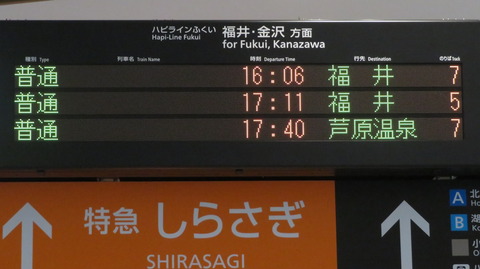 ハピラインふくい 福井・金沢 方面
Hapi-Line Fukui for Fukui, Kanazawa
種別 Type 列車名 Train Name 時刻 Departure Time 行先 Destination のりば Track
普通 16:06 福井 7
普通 17:11 福井 5
普通 17:40 芦原温泉 7
特急 しらさぎ
SHIRASAGI
A 北
B 湖
小